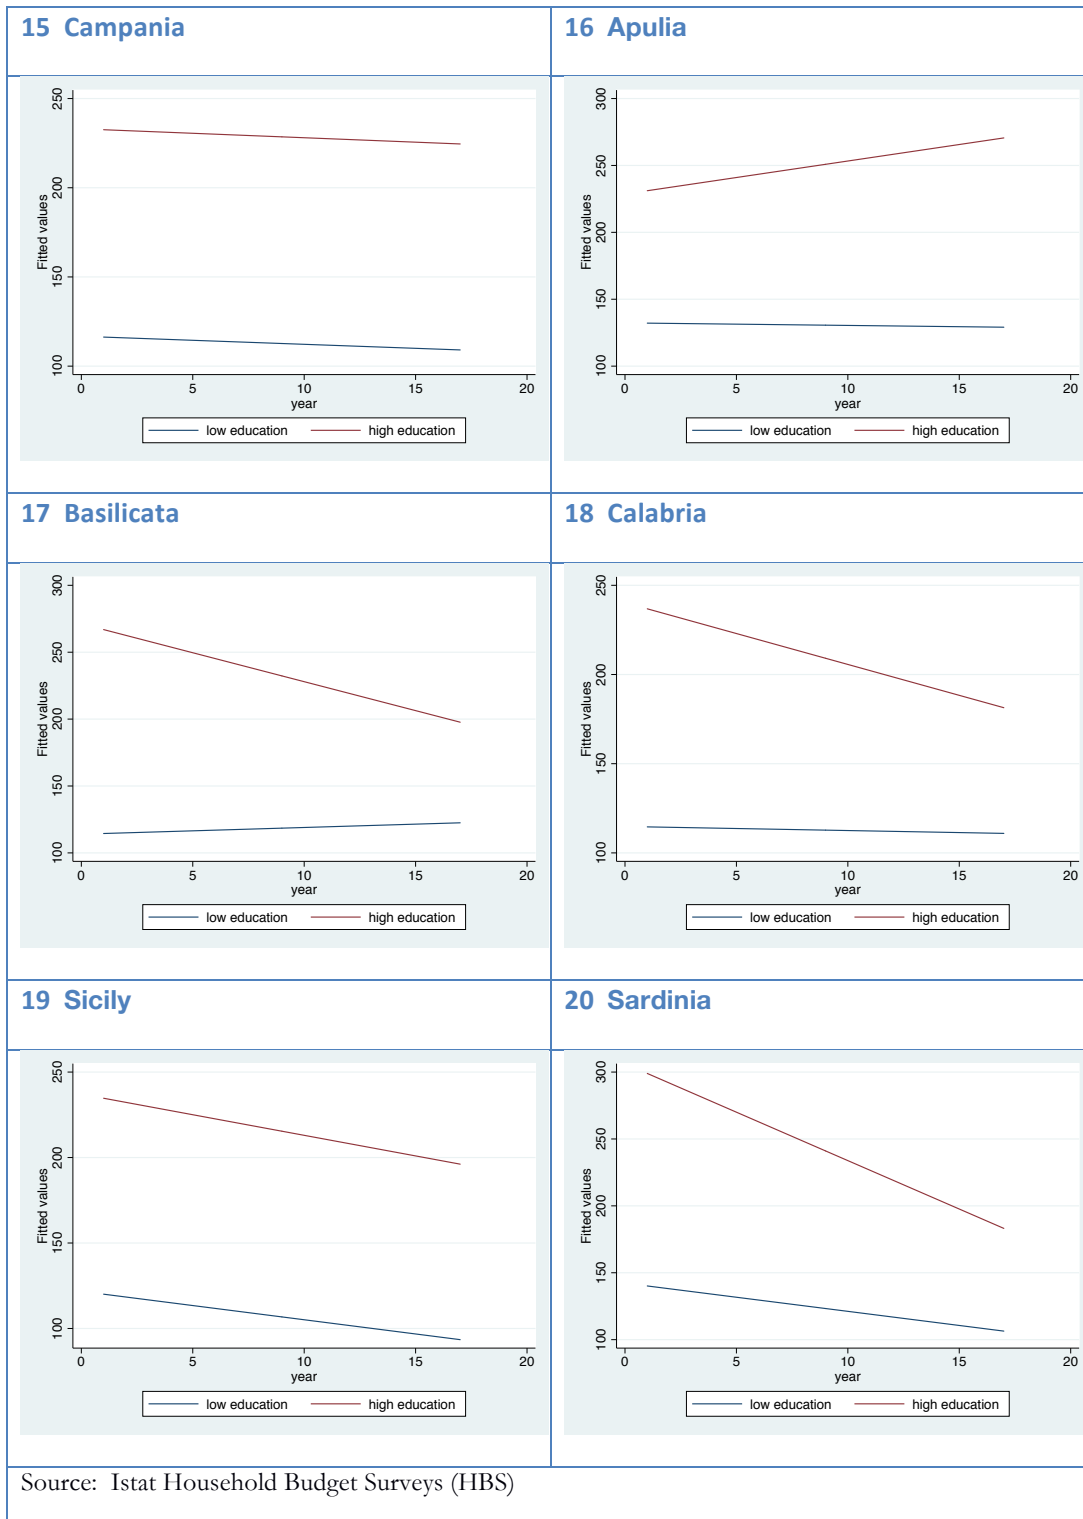 15 Campania
16 Apulia
Fitted values
250
200
150
100
0 5 10 15 20
year
low education high education
Fitted values
300
250
200
150
100
0 5 10 15 20
year
low education high education
17 Basilicata
18 Calabria
Fitted values
300
250
200
150
100
0 5 10 15 20
year
low education high education
Fitted values
250
200
150
100
0 5 10 15 20
year
low education high education
19 Sicily
20 Sardinia
Fitted values
250
200
150
100
0 5 10 15 20
year
low education high education
Fitted values
300
250
200
150
100
0 5 10 15 20
year
low education high education
Source: Istat Household Budget Surveys (HBS)